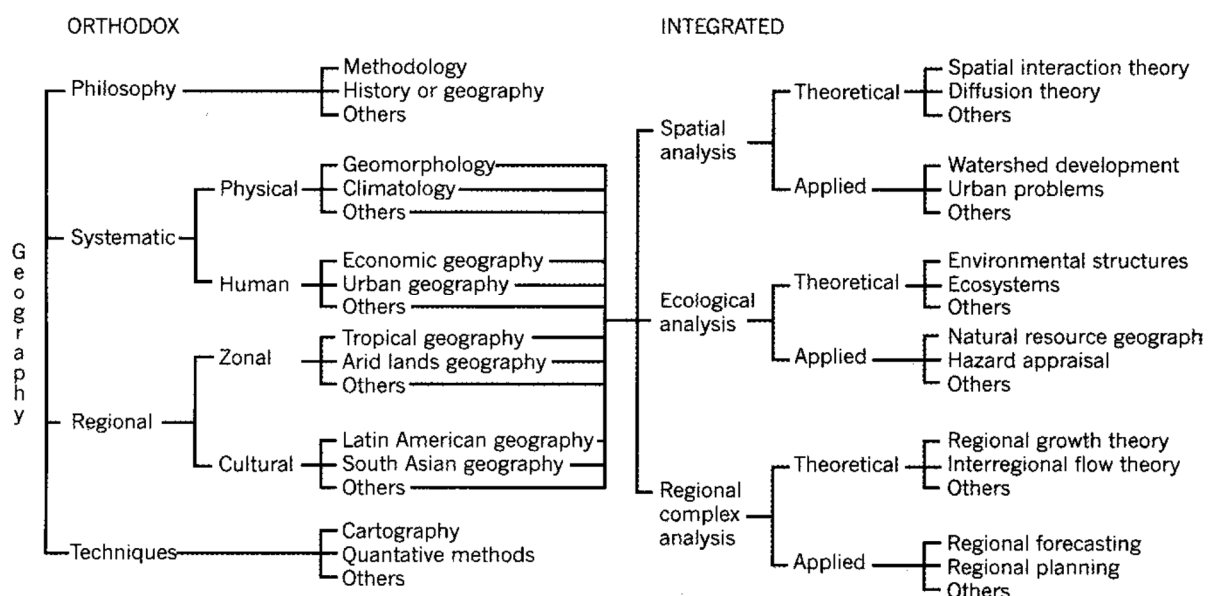 ORTHODOX
INTEGRATED
Geography
Philosophy
Methodology
History or geography
Others
Systematic
Physical
Geomorphology
Climatology
Others
Human
Economic geography
Urban geography
Others
Regional
Zonal
Tropical geography
Arid lands geography
Others
Cultural
Latin American geography
South Asian geography
Others
Techniques
Cartography
Quantative methods
Others
Spatial
analysis
Theoretical
Spatial interaction theory
Diffusion theory
Others
Applied
Watershed development
Urban problems
Others
Ecological
analysis
Theoretical
Environmental structures
Ecosystems
Others
Applied
Natural resource geograph
Hazard appraisal
Others
Regional
complex
analysis
Theoretical
Regional growth theory
Interregional flow theory
Others
Applied
Regional forecasting
Regional planning
Others